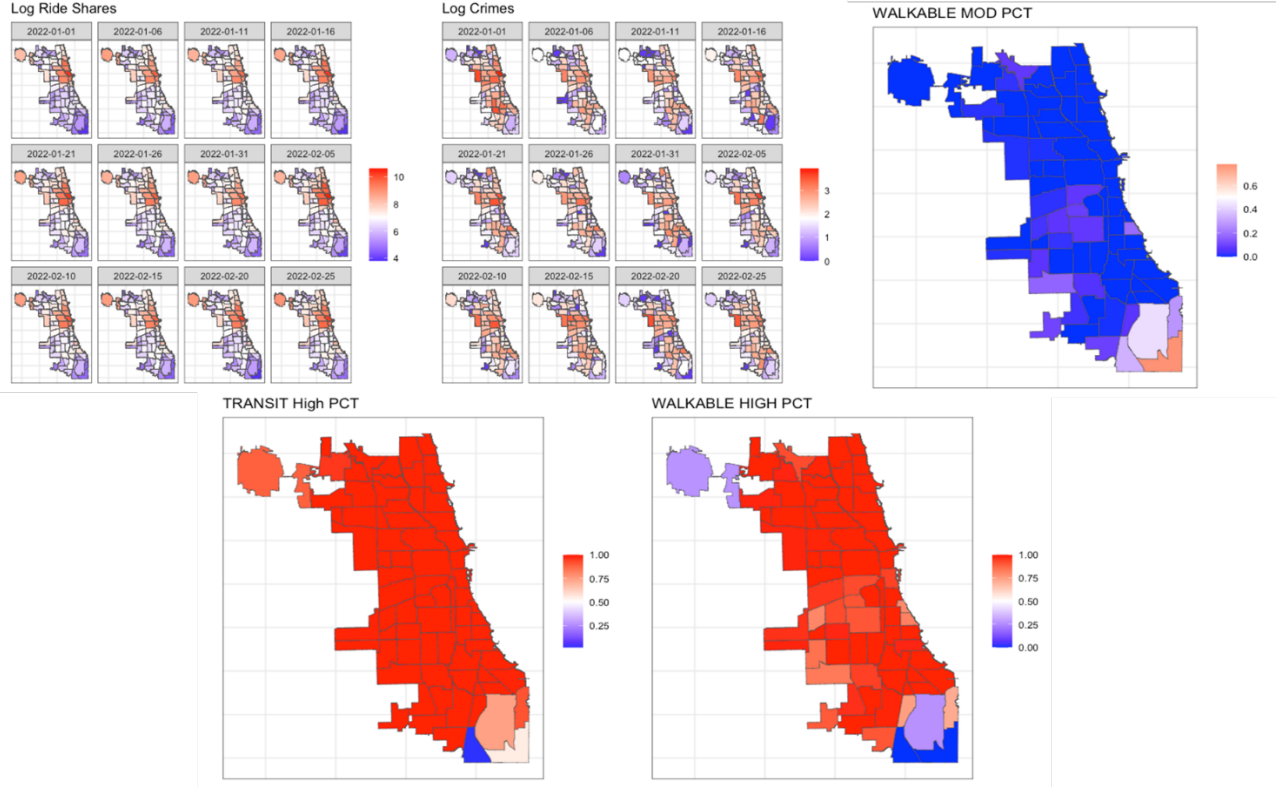 Log Ride Shares
2022-01-01 2022-01-06 2022-01-11 2022-01-16
2022-01-21 2022-01-26 2022-01-31 2022-02-05
2022-02-10 2022-02-15 2022-02-20 2022-02-25
10
8
6
4
Log Crimes
2022-01-01 2022-01-06 2022-01-11 2022-01-16
2022-01-21 2022-01-26 2022-01-31 2022-02-05
2022-02-10 2022-02-15 2022-02-20 2022-02-25
3
2
1
0
WALKABLE MOD PCT
0.6
0.4
0.2
0.0
TRANSIT High PCT
1.00
0.75
0.50
0.25
WALKABLE HIGH PCT
1.00
0.75
0.50
0.25
0.00